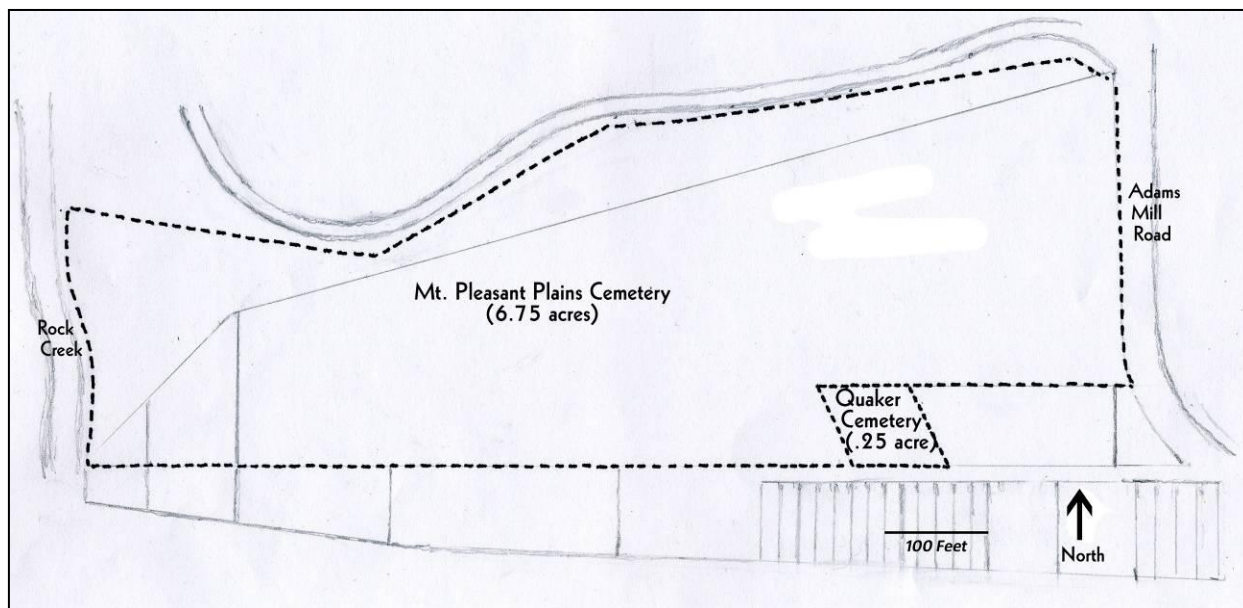 Adams
Mill
Road
Mt. Pleasant Plains Cemetery
(6.75 acres)
Rock
Creek
Quaker
Cemetery
(.25 acre)
100 Feet
North